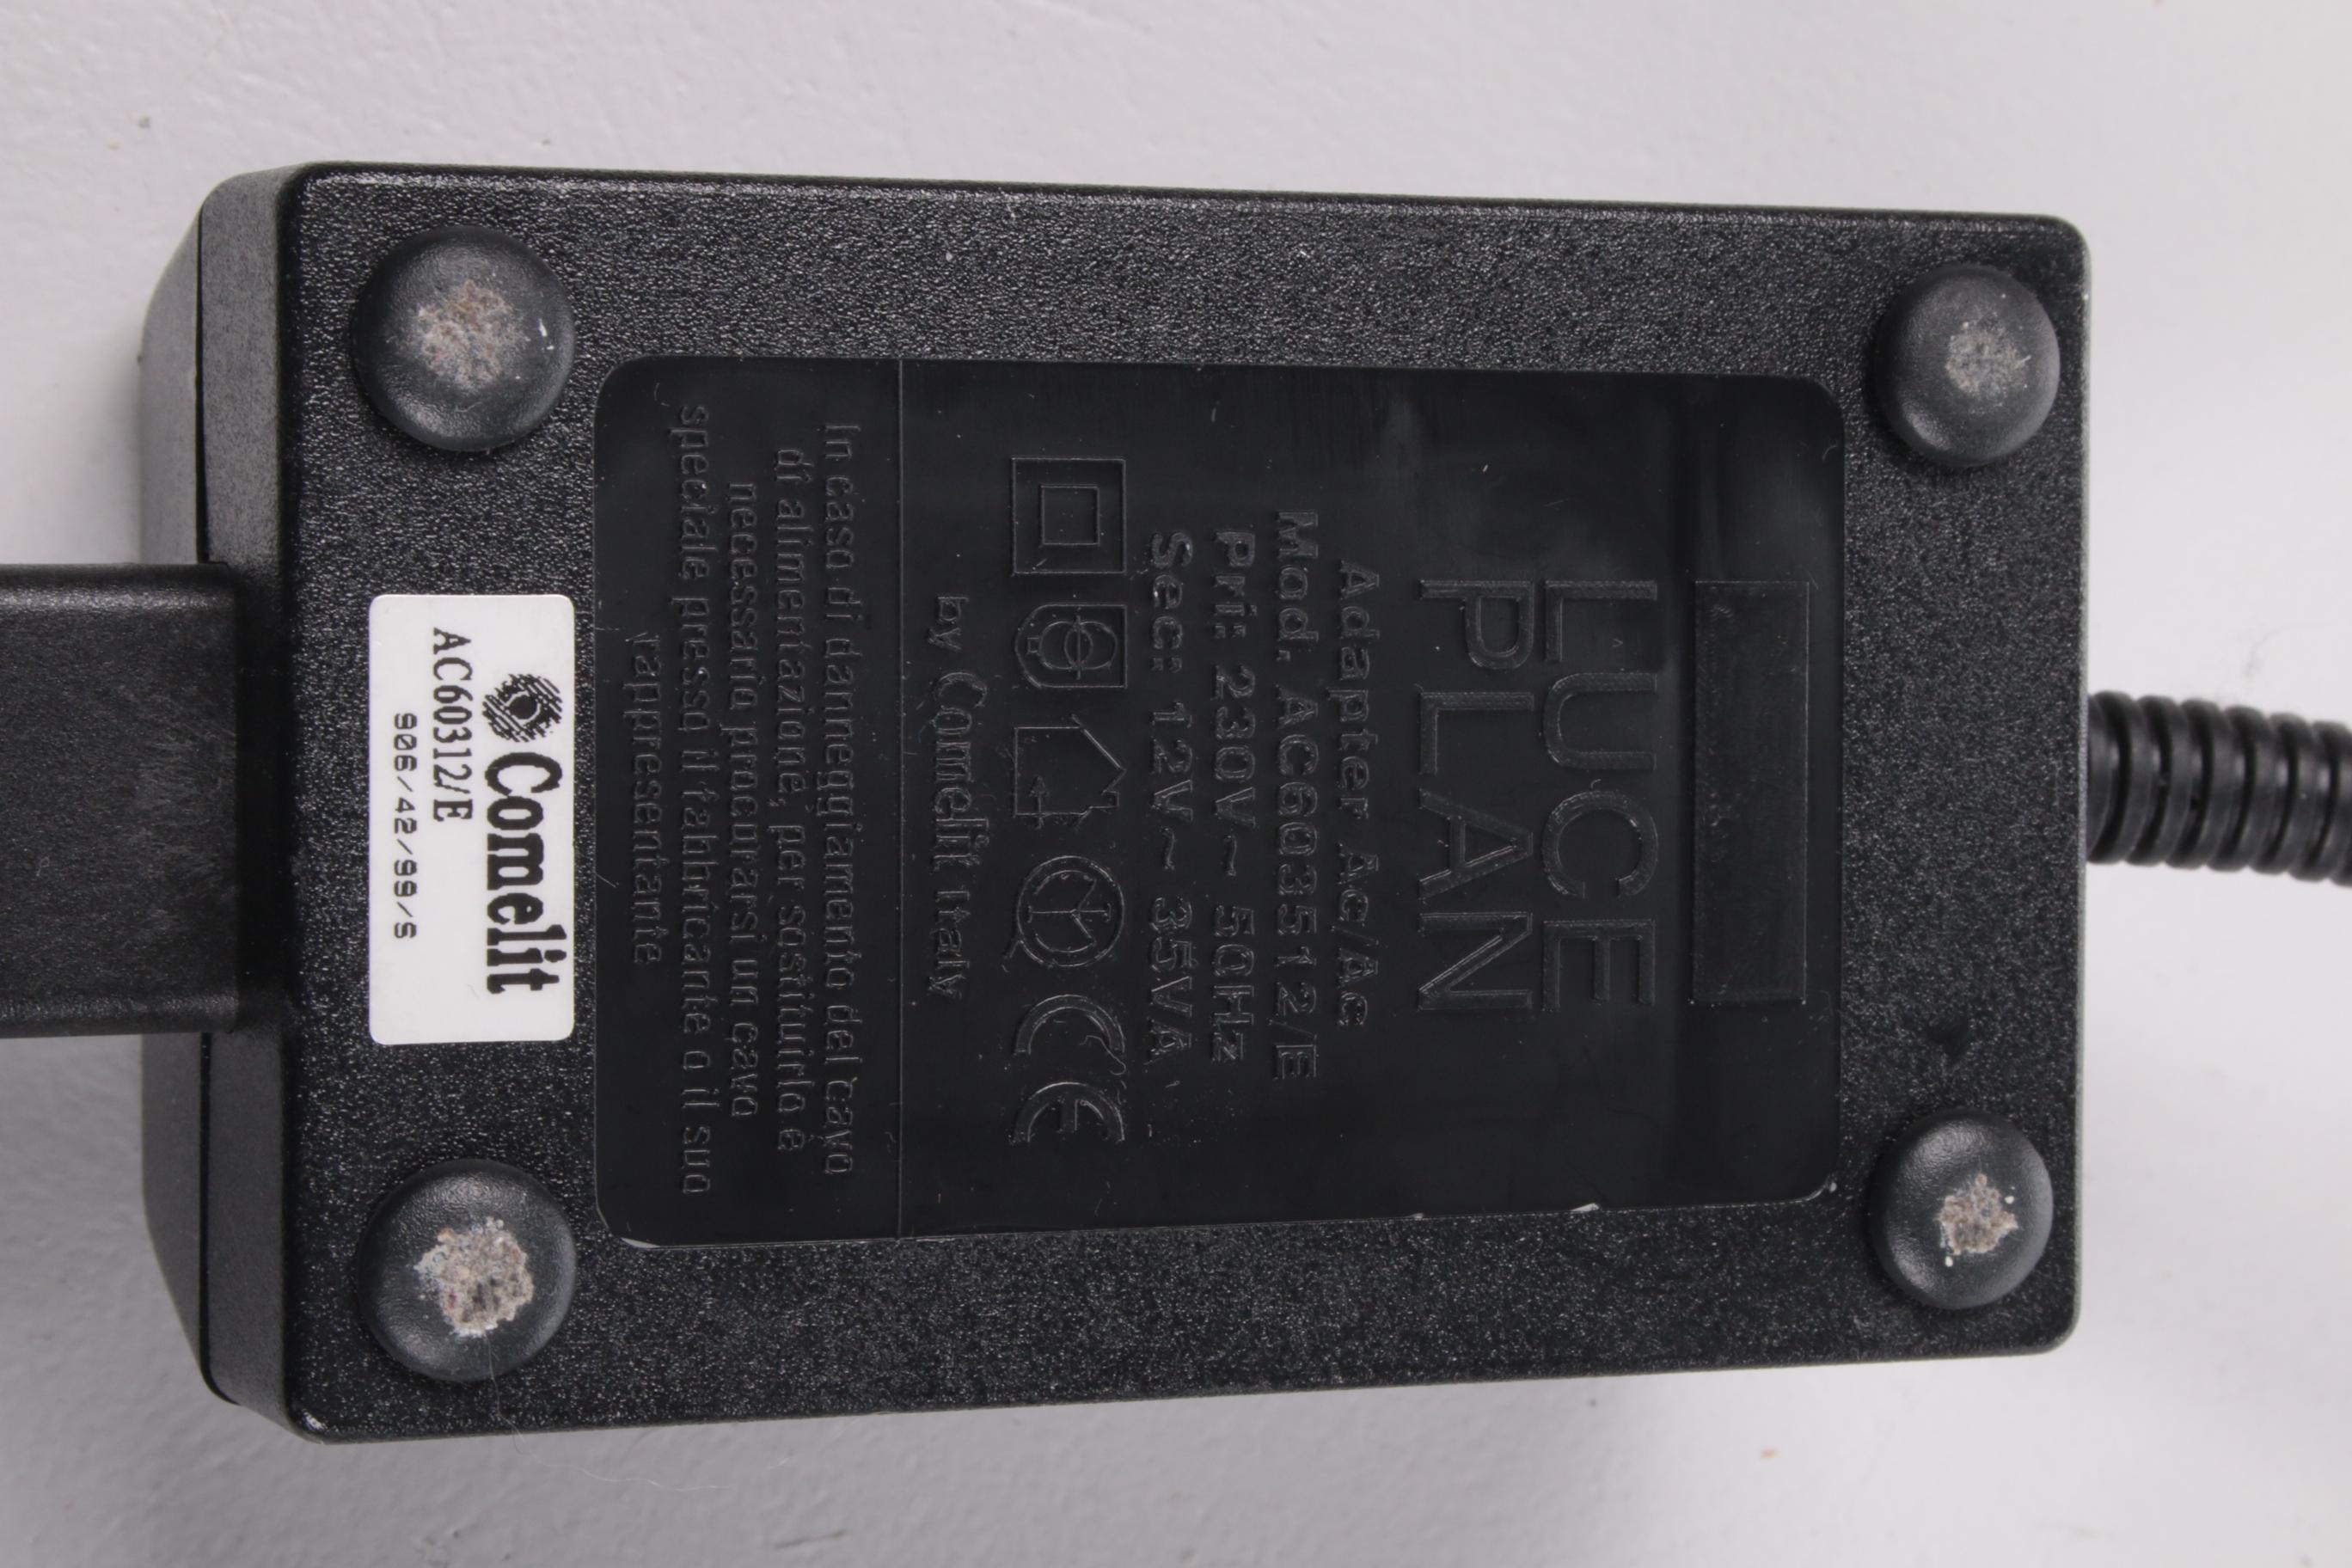 LUCE
PLAN
Adapter Ac/Ac
Mod. AC603512/E
Pri: 230V~ 50Hz
Sec: 12V~ 35VA
CE
by Comelit Italy
In caso di danneggiamento del cavo
di alimentazione, per sostituirlo è
necessario procurarsi un cavo
speciale presso il fabbricante o il suo
rappresentante
Comelit
AC60312/E
S06/42/99/S